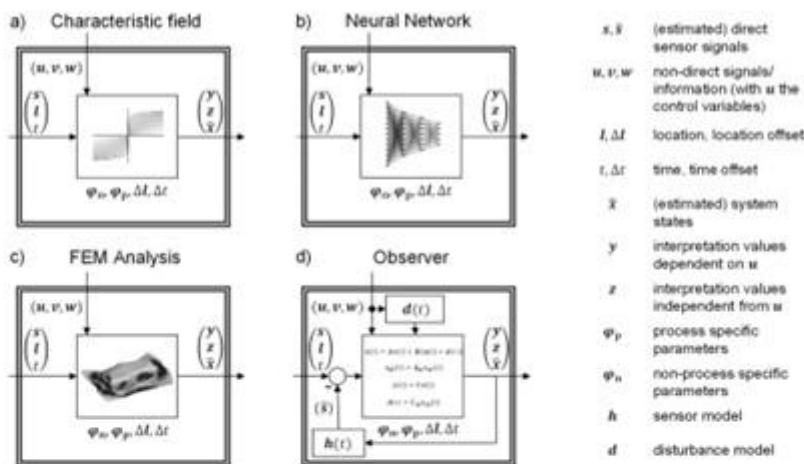 a) Characteristic field
(u, v, w)
(s l t)
(y z x̂)
φn, φp, Δl, Δt
b) Neural Network
(u, v, w)
(s l t)
(y z x̂)
φn, φp, Δl, Δt
c) FEM Analysis
(u, v, w)
(s l t)
(y z x̂)
φn, φp, Δl, Δt
d) Observer
(u, v, w)
d(t)
(s l t)
(y z x̂)
(ŝ)
h(t)
φn, φp, Δl, Δt
s, ŝ (estimated) direct
sensor signals
u, v, w non-direct signals/
information (with u the
control variables)
l, Δl location, location offset
t, Δt time, time offset
x̂ (estimated) system
states
y interpretation values
dependent on u
z interpretation values
independent from u
φp process specific
parameters
φn non-process specific
parameters
h sensor model
d disturbance model